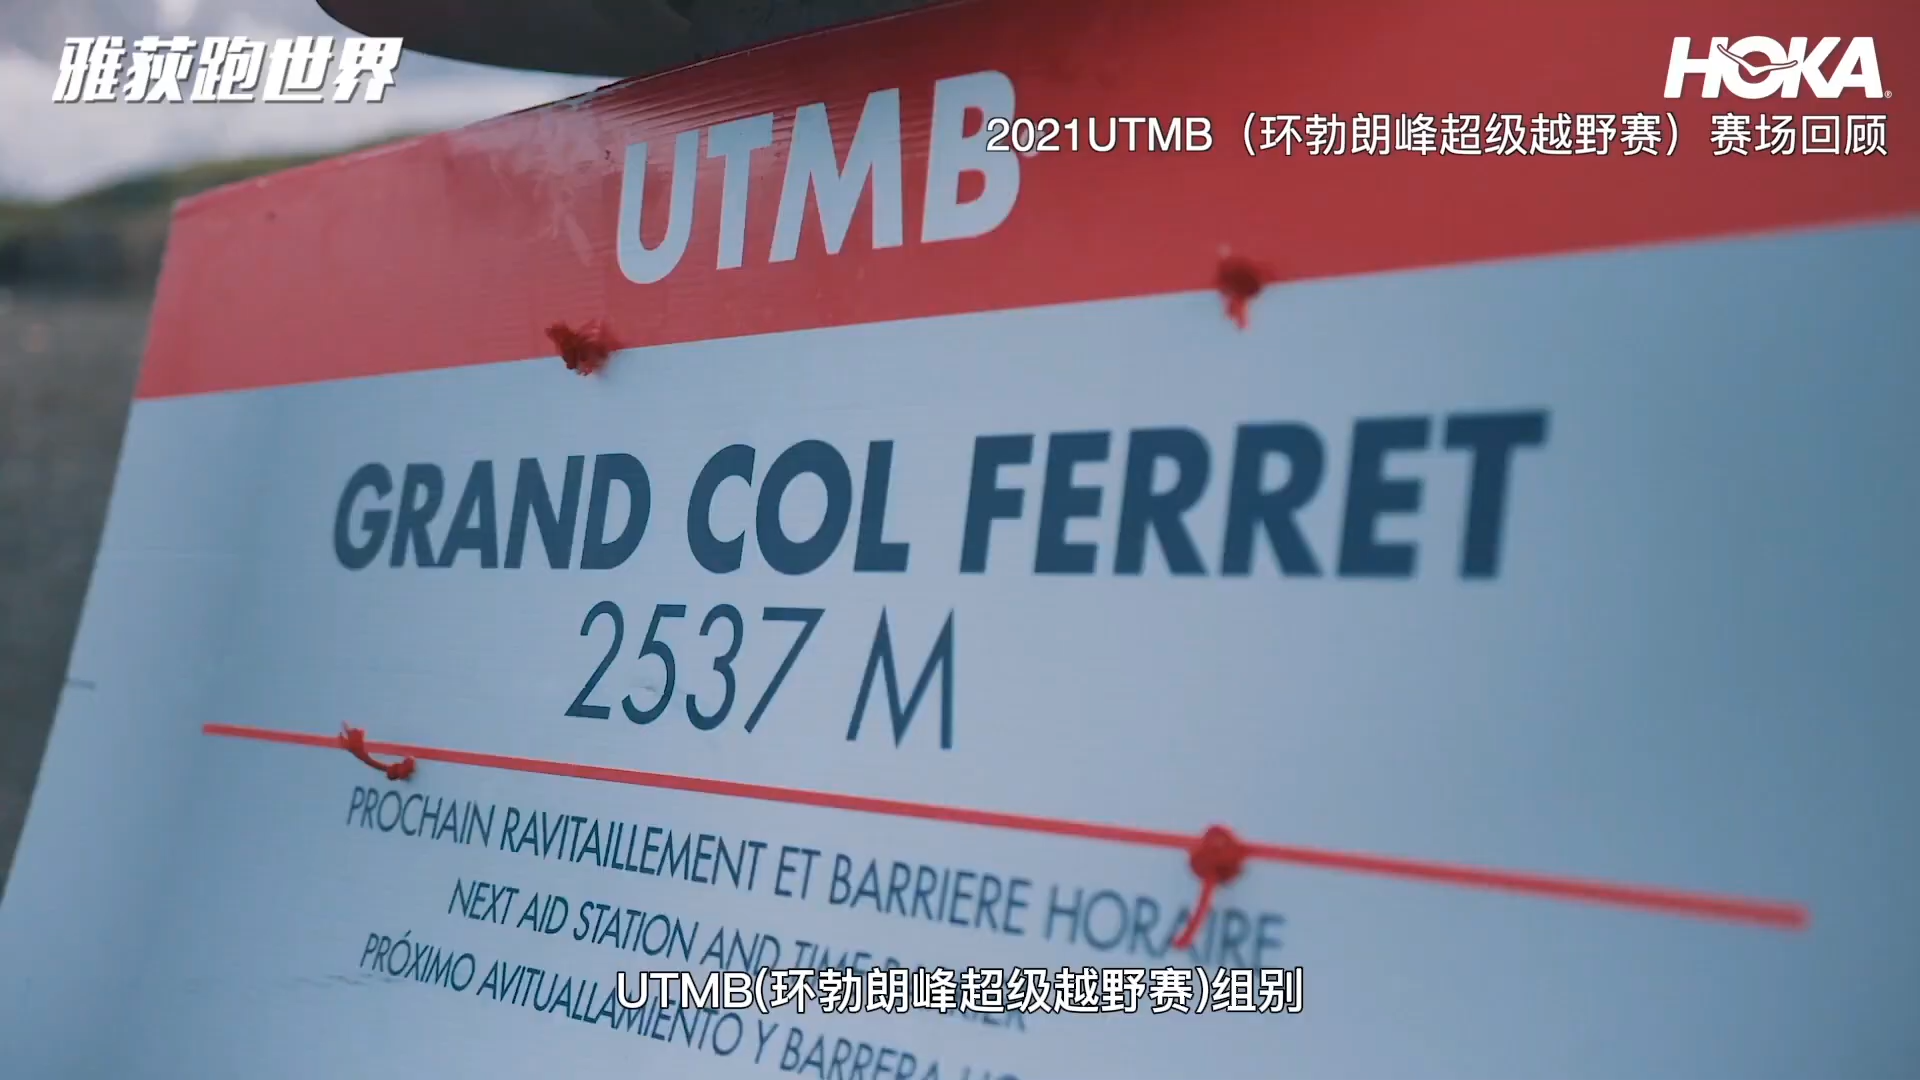 雅荻跑世界
HOKA
2021UTMB（环勃朗峰超级越野赛）赛场回顾
UTMB
GRAND COL FERRET
2537 M
PROCHAIN RAVITAILLEMENT ET BARRIERE HORAIRE
NEXT AID STATION AND TIME
PRÓXIMO AVITUALLAMIENTO Y BARRERA
UTMB(环勃朗峰超级越野赛)组别